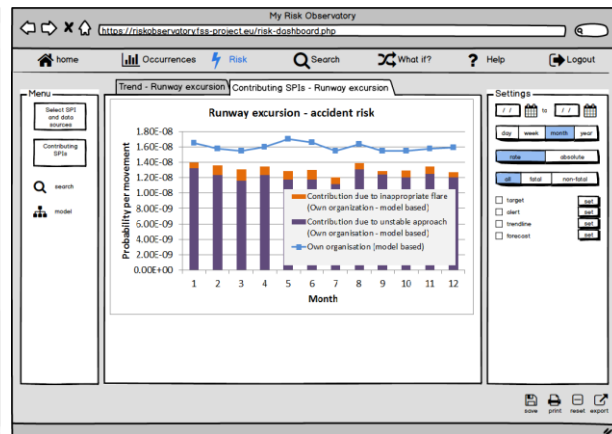 My Risk Observatory
https://riskobservatory.fss-project.eu/risk-dashboard.php
home Occurrences Risk Search What if? Help Logout
Menu
Select SPI and data sources
Contributing SPIs
search
model
Trend - Runway excursion Contributing SPIs - Runway excursion
Runway excursion - accident risk
Probability per movement
1.80E-08
1.60E-08
1.40E-08
1.20E-08
1.00E-08
8.00E-09
6.00E-09
4.00E-09
2.00E-09
0.00E+00
Contribution due to inappropriate flare
(Own organization - model based)
Contribution due to unstable approach
(Own organization - model based)
Own organisation (model based)
1 2 3 4 5 6 7 8 9 10 11 12
Month
Settings
/ / to / /
day week month year
rate absolute
all fatal non-fatal
target set
alert set
trendline set
forecast set
save print reset export